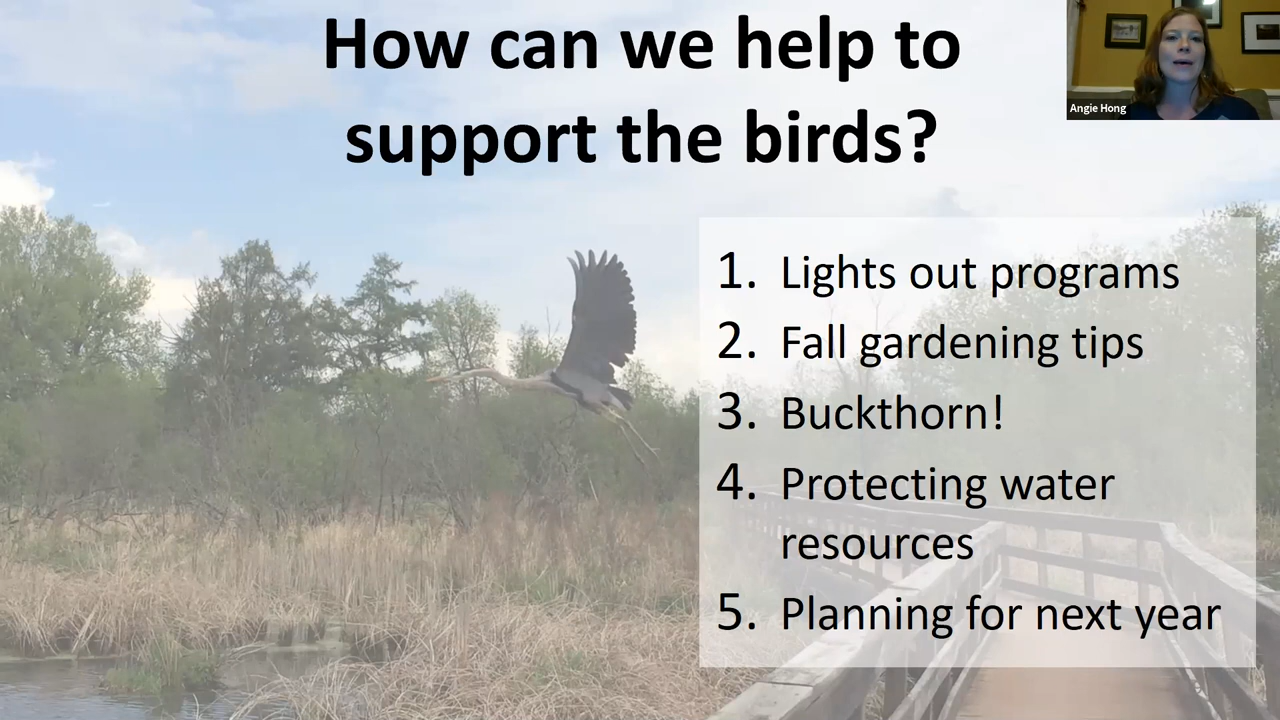 How can we help to
support the birds?
Angie Hong
1. Lights out programs
2. Fall gardening tips
3. Buckthorn!
4. Protecting water
resources
5. Planning for next year